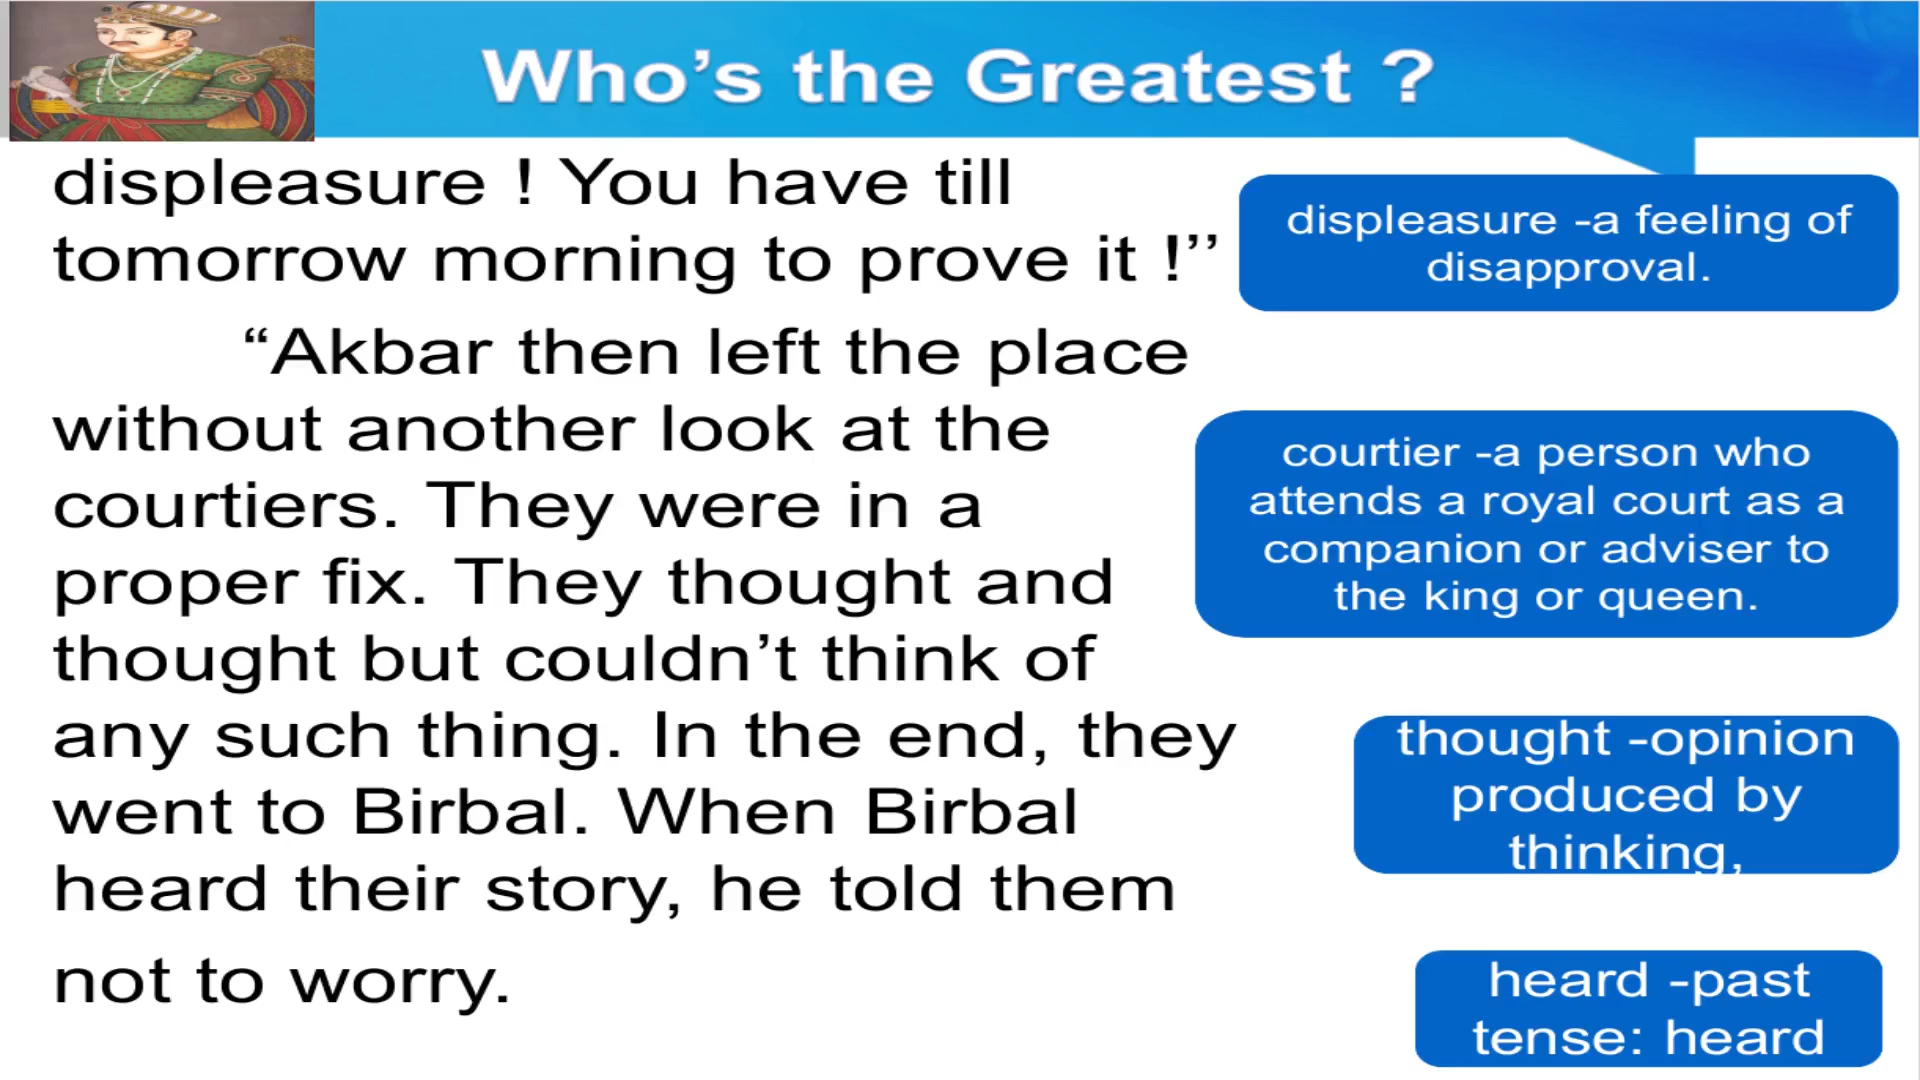 Who’s the Greatest ?
displeasure ! You have till
tomorrow morning to prove it !’’
“Akbar then left the place
without another look at the
courtiers. They were in a
proper fix. They thought and
thought but couldn’t think of
any such thing. In the end, they
went to Birbal. When Birbal
heard their story, he told them
not to worry.
displeasure -a feeling of
disapproval.
courtier -a person who
attends a royal court as a
companion or adviser to
the king or queen.
thought -opinion
produced by
thinking,
heard -past
tense: heard